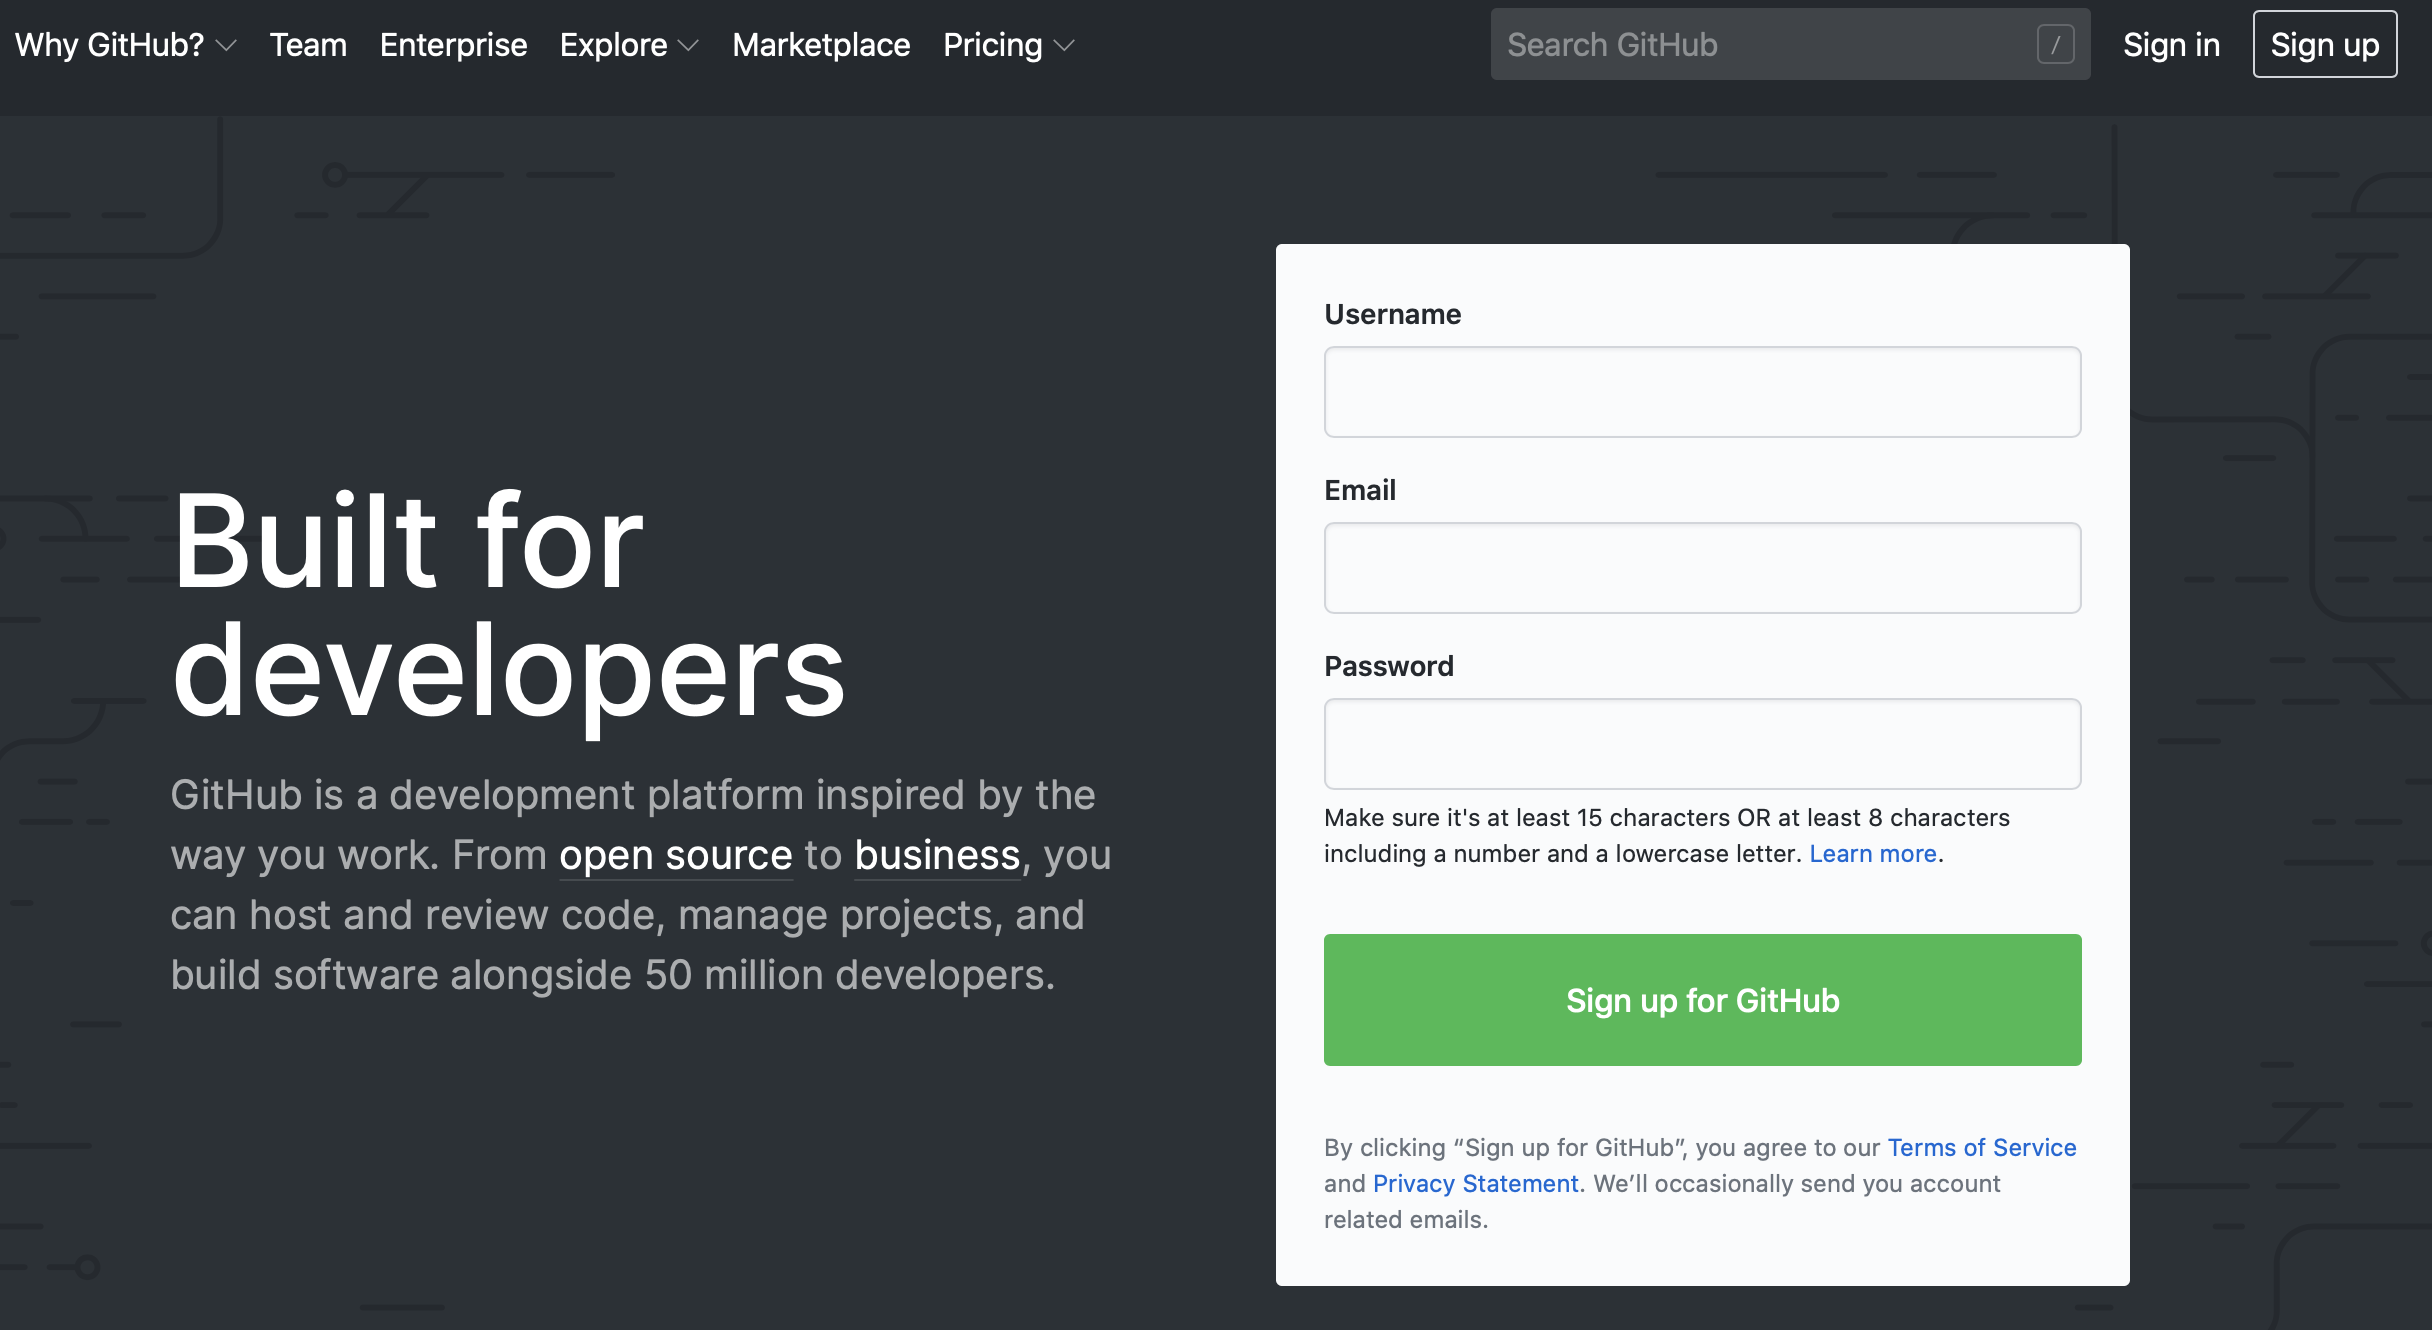 Why GitHub? Team Enterprise Explore Marketplace Pricing Search GitHub / Sign in Sign up
Built for
developers
GitHub is a development platform inspired by the
way you work. From open source to business, you
can host and review code, manage projects, and
build software alongside 50 million developers.
Username
Email
Password
Make sure it's at least 15 characters OR at least 8 characters
including a number and a lowercase letter. Learn more.
Sign up for GitHub
By clicking “Sign up for GitHub”, you agree to our Terms of Service
and Privacy Statement. We’ll occasionally send you account
related emails.